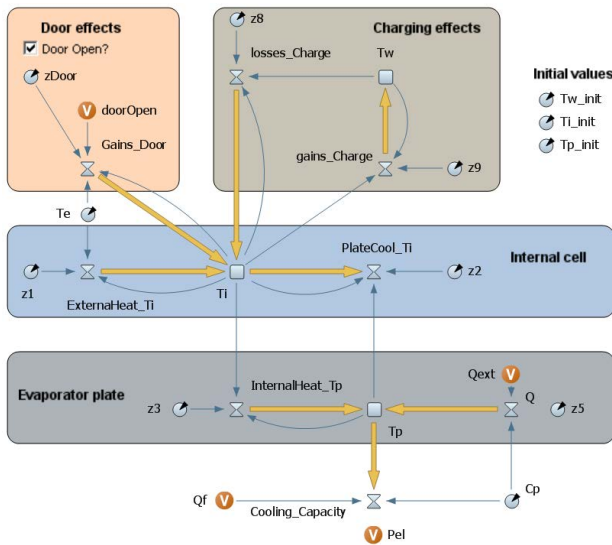 Door effects
Door Open?
zDoor
V
doorOpen
Gains_Door
z8
Charging effects
losses_Charge
Tw
gains_Charge
z9
Initial values
Tw_init
Ti_init
Tp_init
Te
PlateCool_Ti
Internal cell
z1
z2
ExternaHeat_Ti
Ti
Evaporator plate
InternalHeat_Tp
Qext
V
z3
Q
z5
Tp
Qf
V
Cooling_Capacity
Cp
V
Pel